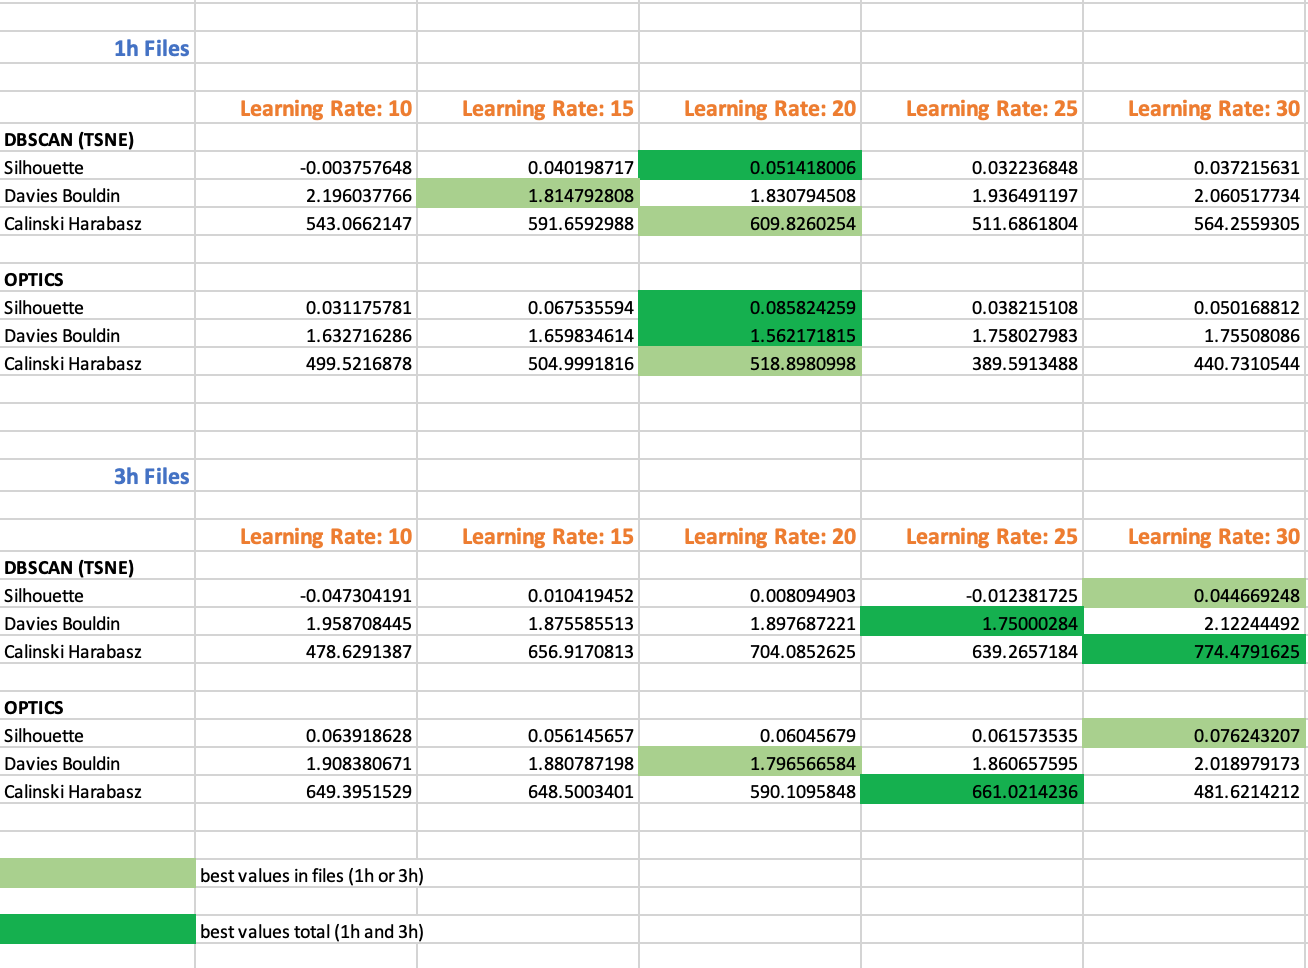 1h Files
Learning Rate: 10 Learning Rate: 15 Learning Rate: 20 Learning Rate: 25 Learning Rate: 30
DBSCAN (TSNE)
Silhouette -0.003757648 0.040198717 0.051418006 0.032236848 0.037215631
Davies Bouldin 2.196037766 1.814792808 1.830794508 1.936491197 2.060517734
Calinski Harabasz 543.0662147 591.6592988 609.8260254 511.6861804 564.2559305
OPTICS
Silhouette 0.031175781 0.067535594 0.085824259 0.038215108 0.050168812
Davies Bouldin 1.632716286 1.659834614 1.562171815 1.758027983 1.75508086
Calinski Harabasz 499.5216878 504.9991816 518.8980998 389.5913488 440.7310544
3h Files
Learning Rate: 10 Learning Rate: 15 Learning Rate: 20 Learning Rate: 25 Learning Rate: 30
DBSCAN (TSNE)
Silhouette -0.047304191 0.010419452 0.008094903 -0.012381725 0.044669248
Davies Bouldin 1.958708445 1.875585513 1.897687221 1.75000284 2.12244492
Calinski Harabasz 478.6291387 656.9170813 704.0852625 639.2657184 774.4791625
OPTICS
Silhouette 0.063918628 0.056145657 0.06045679 0.061573535 0.076243207
Davies Bouldin 1.908380671 1.880787198 1.796566584 1.860657595 2.018979173
Calinski Harabasz 649.3951529 648.5003401 590.1095848 661.0214236 481.6214212
best values in files (1h or 3h)
best values total (1h and 3h)